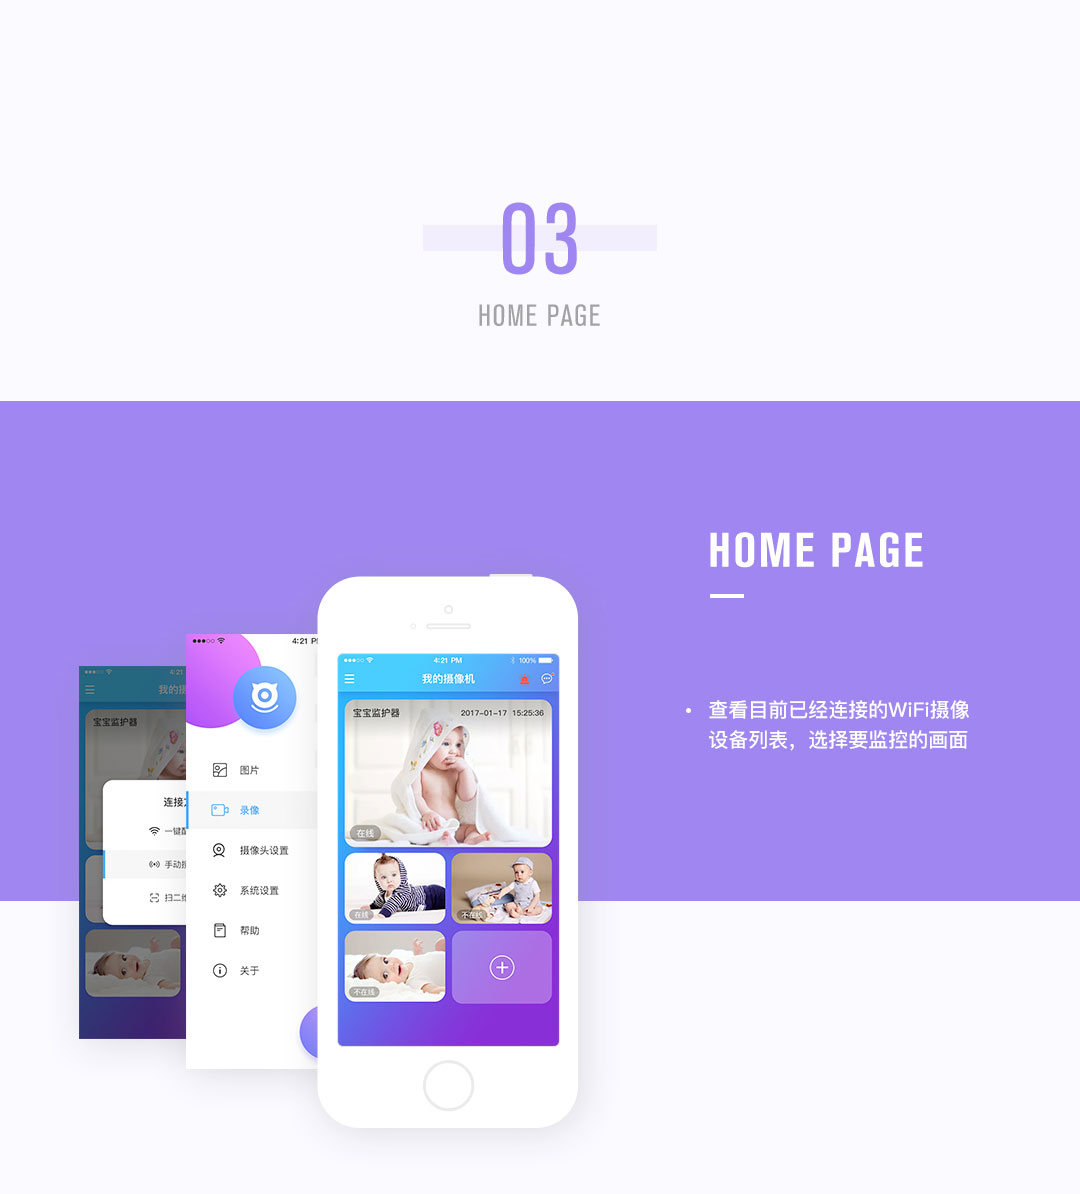 03
HOME PAGE
HOME PAGE
查看目前已经连接的WiFi摄像
设备列表，选择要监控的画面
4:21 PM 100%
我的摄像机
宝宝监护器 2017-01-17 15:25:36
在线
在线
不在线
不在线
4:21
图片
录像
摄像头设置
系统设置
帮助
关于
4:21
我的
宝宝监护器
连接
一键
手动
扫二